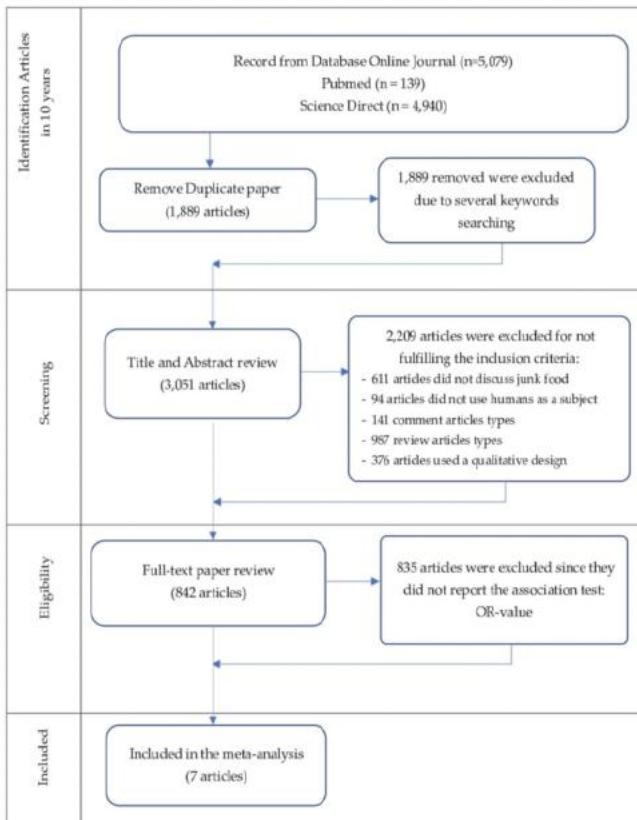 Identification Articles
in 10 years
Record from Database Online Journal (n=5,079)
Pubmed (n = 139)
Science Direct (n = 4,940)
Remove Duplicate paper
(1,889 articles)
1,889 removed were excluded
due to several keywords
searching
Screening
Title and Abstract review
(3,051 articles)
2,209 articles were excluded for not
fulfilling the inclusion criteria:
- 611 articles did not discuss junk food
- 94 articles did not use humans as a subject
- 141 comment articles types
- 987 review articles types
- 376 articles used a qualitative design
Eligibility
Full-text paper review
(842 articles)
835 articles were excluded since they
did not report the association test:
OR-value
Included
Included in the meta-analysis
(7 articles)